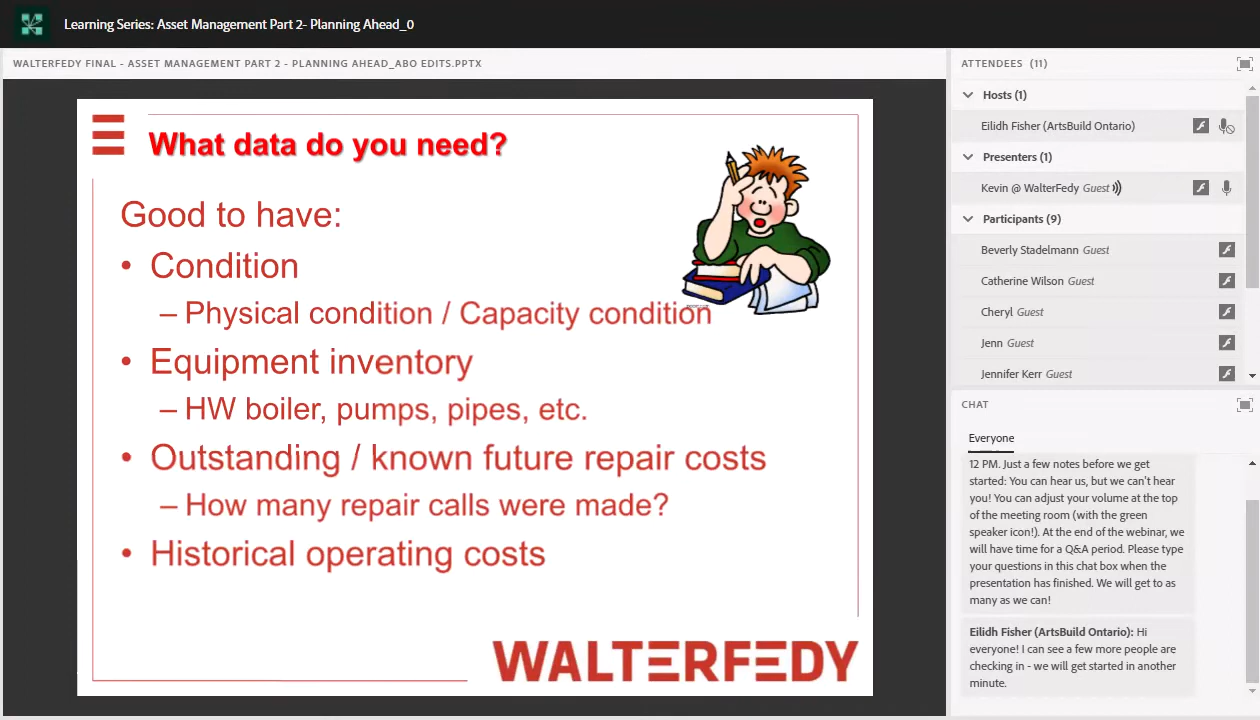 Learning Series: Asset Management Part 2- Planning Ahead_0
WALTERFEDY FINAL - ASSET MANAGEMENT PART 2 - PLANNING AHEAD_ABO EDITS.PPTX
What data do you need?
Good to have:
• Condition
– Physical condition / Capacity condition
• Equipment inventory
– HW boiler, pumps, pipes, etc.
• Outstanding / known future repair costs
– How many repair calls were made?
• Historical operating costs
WALTERFEDY
ATTENDEES (11)
Hosts (1)
Eilidh Fisher (ArtsBuild Ontario)
Presenters (1)
Kevin @ WalterFedy Guest
Participants (9)
Beverly Stadelmann Guest
Catherine Wilson Guest
Cheryl Guest
Jenn Guest
Jennifer Kerr Guest
CHAT
Everyone
12 PM. Just a few notes before we get
started: You can hear us, but we can't hear
you! You can adjust your volume at the top
of the meeting room (with the green
speaker icon!). At the end of the webinar, we
will have time for a Q&A period. Please type
your questions in this chat box when the
presentation has finished. We will get to as
many as we can!
Eilidh Fisher (ArtsBuild Ontario): Hi
everyone! I can see a few more people are
checking in - we will get started in another
minute.